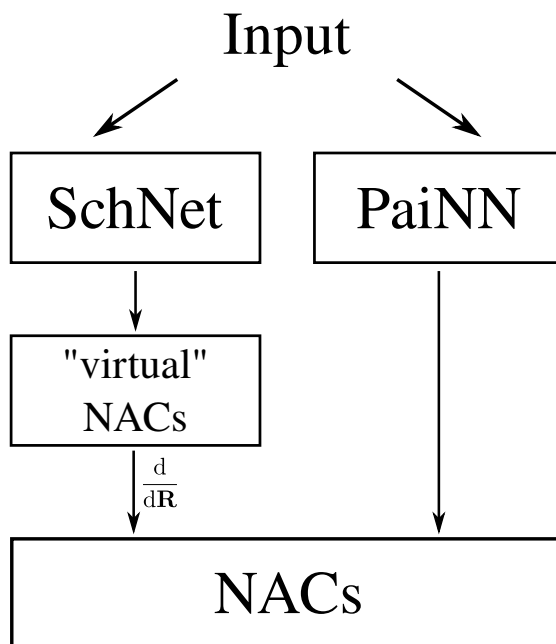 Input
SchNet
PaiNN
"virtual"
NACs
d
dR
NACs